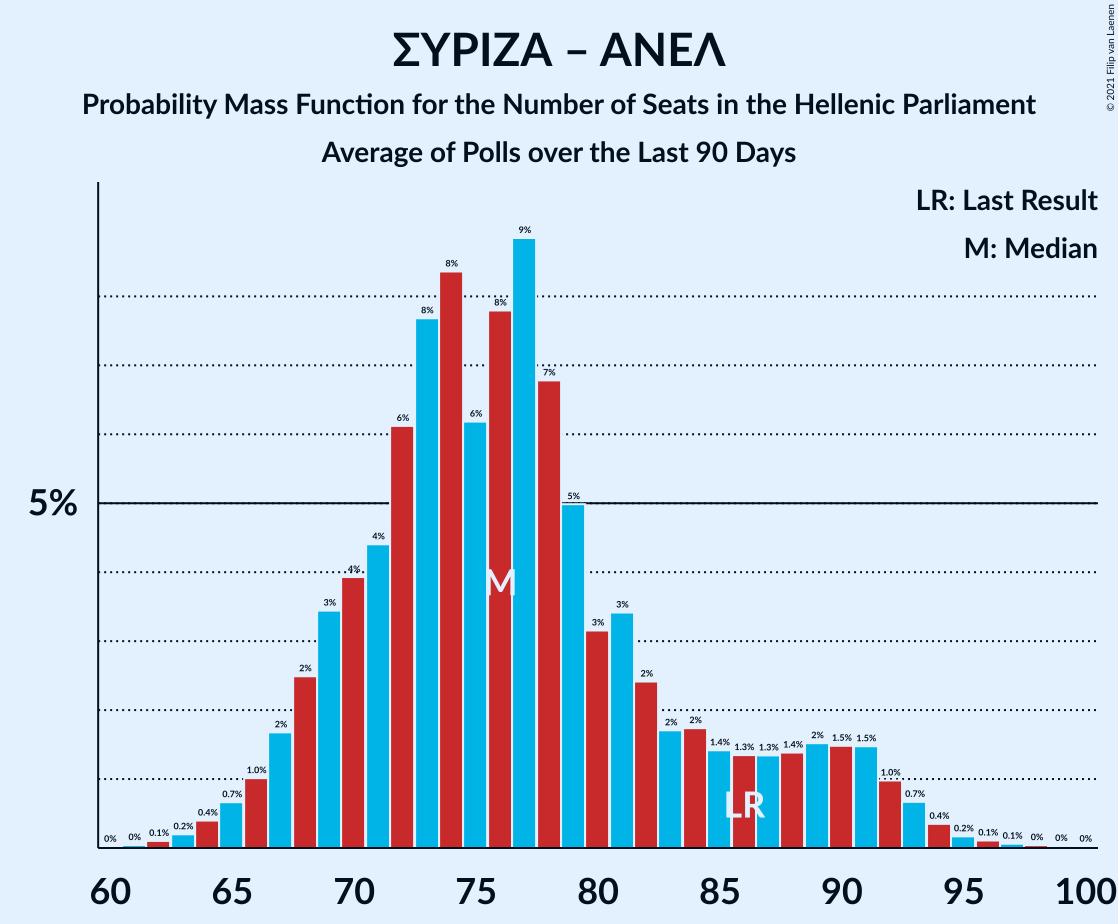 © 2021 Filip van Laenen
ΣΥΡΙΖΑ – ΑΝΕΛ
Probability Mass Function for the Number of Seats in the Hellenic Parliament
Average of Polls over the Last 90 Days
LR: Last Result
M: Median
5%
0% 0% 0.1% 0.2% 0.4% 0.7% 1.0% 2% 2% 3% 4% 4% 6% 8% 8% 6% 8% 9% 7% 5% 3% 3% 2% 2% 2% 1.4% 1.3% 1.3% 1.4% 2% 1.5% 1.5% 1.0% 0.7% 0.4% 0.2% 0.1% 0.1% 0% 0% 0%
M
LR
60 65 70 75 80 85 90 95 100